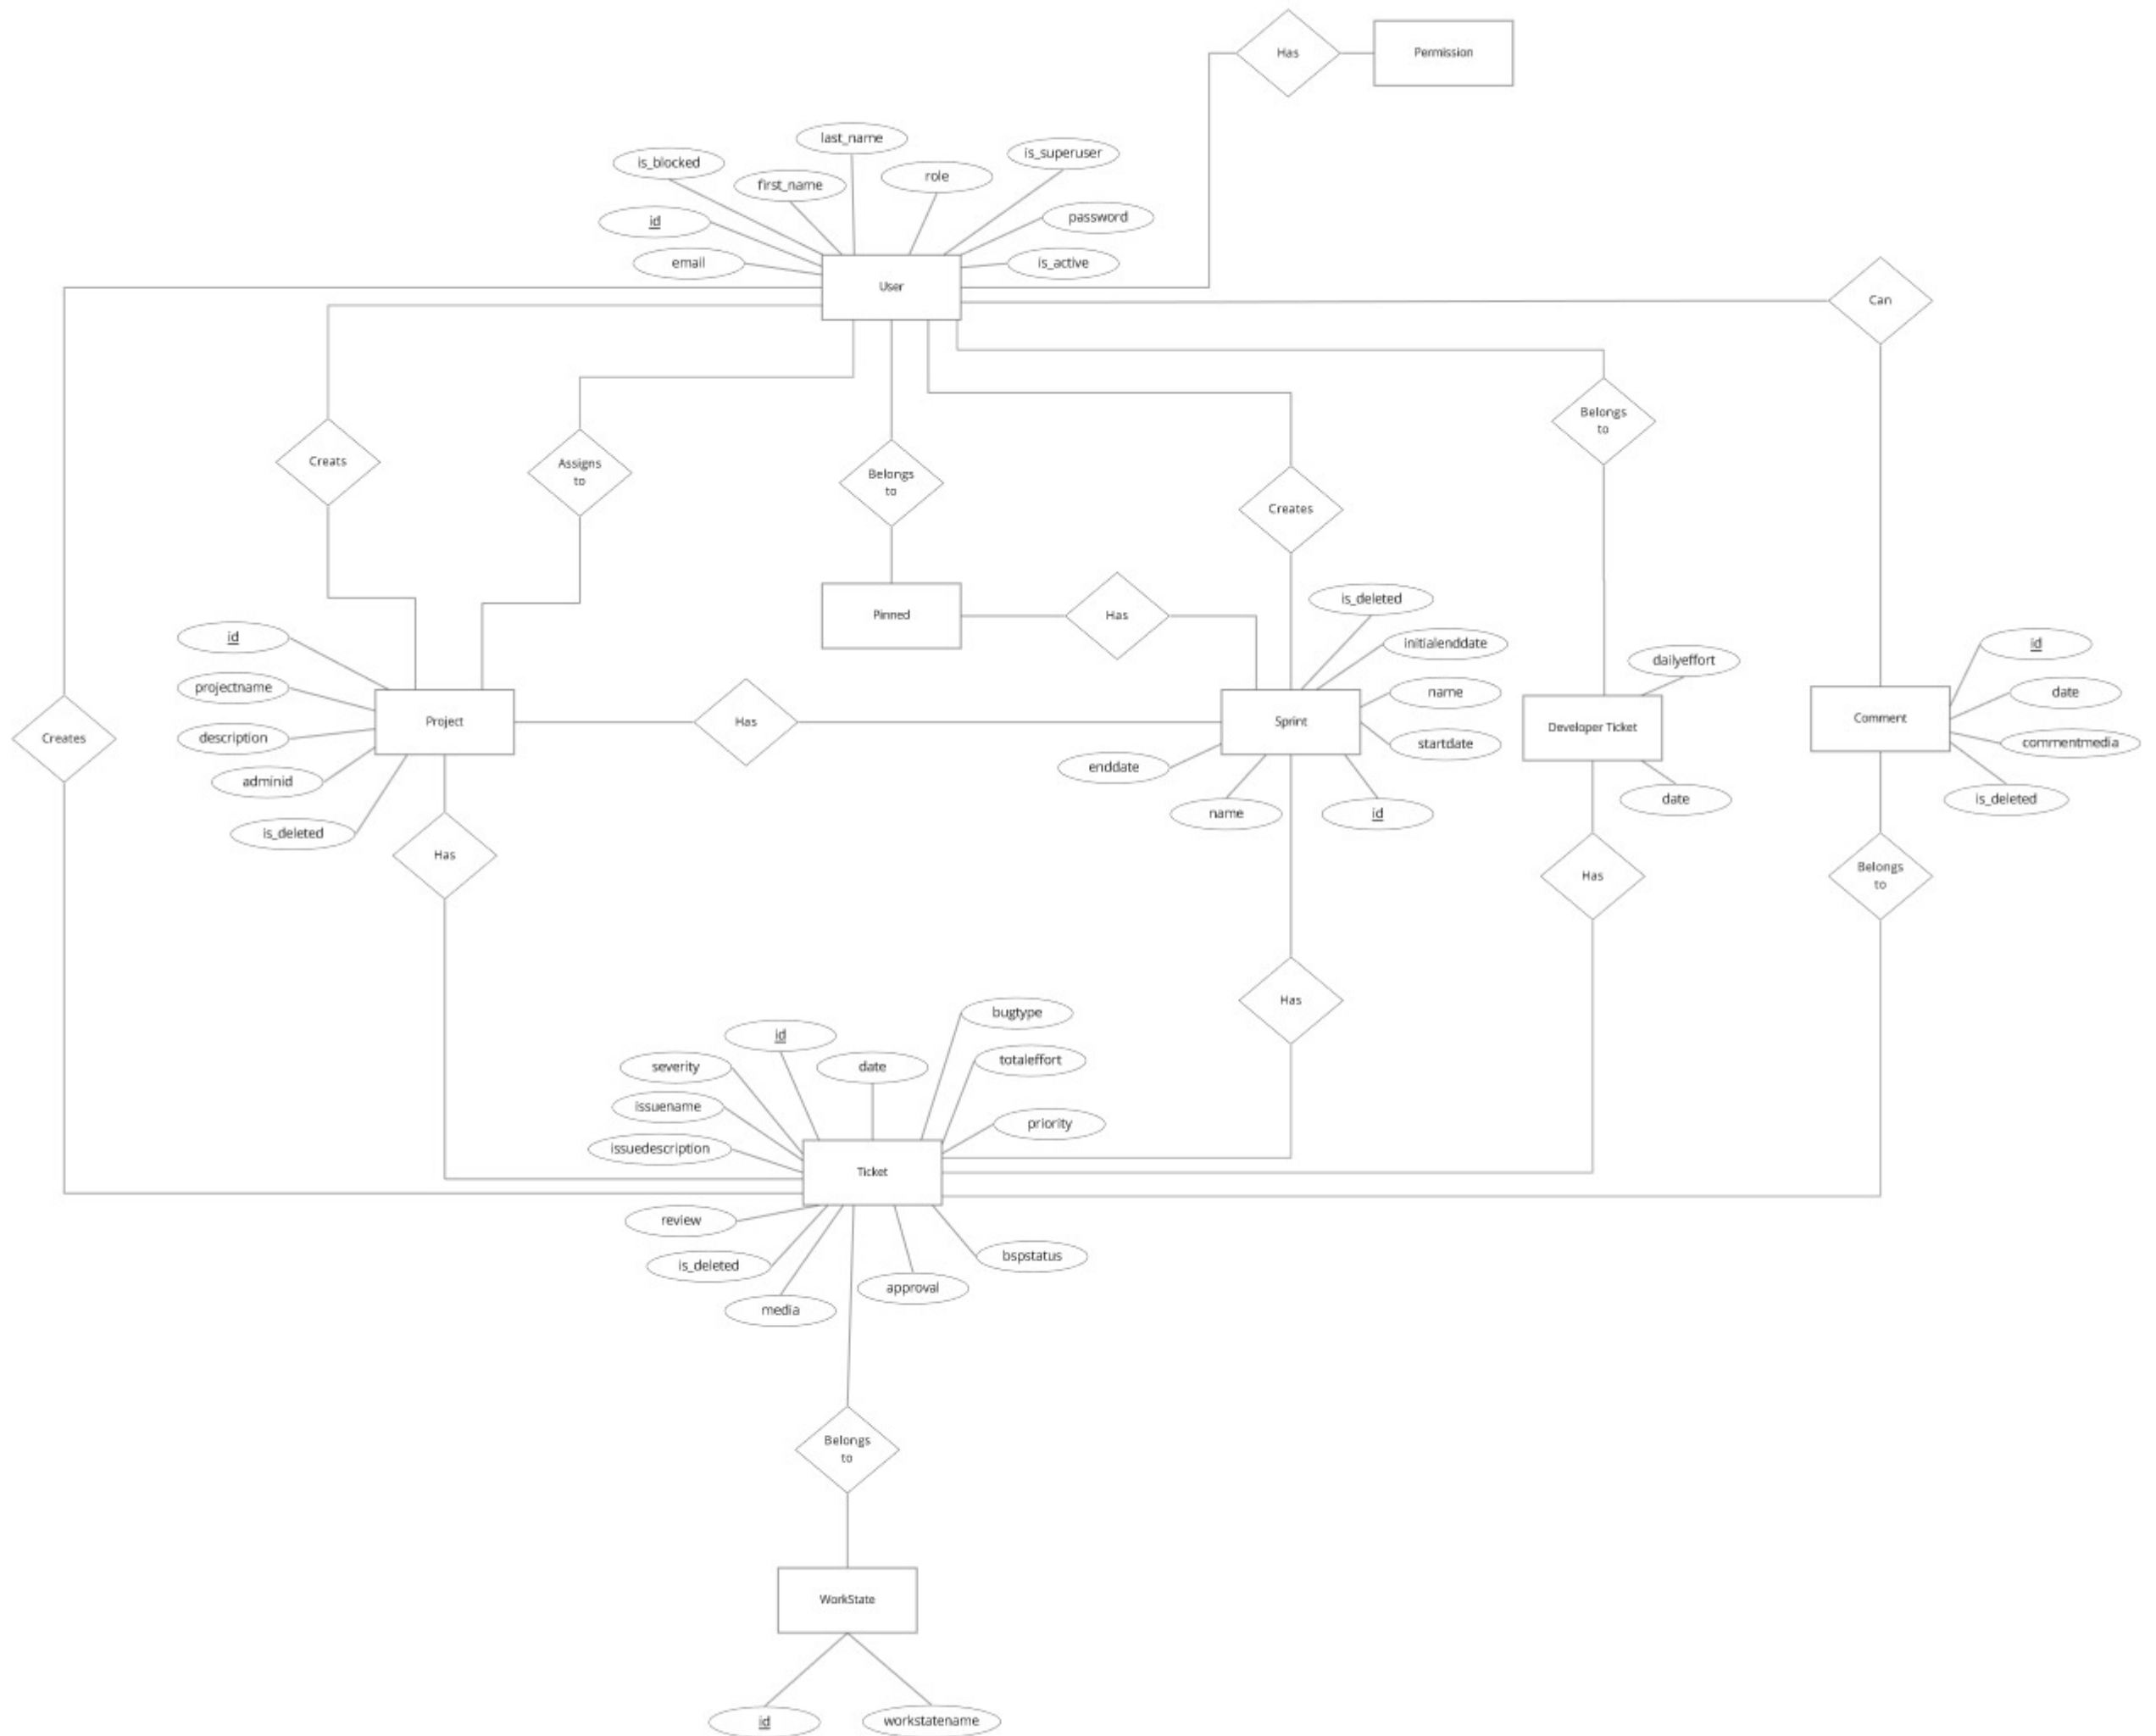 Has
Permission
last_name
is_superuser
is_blocked
role
first_name
password
id
email
is_active
User
Can
Belongs
to
Creats
Assigns
to
Belongs
to
Creates
is_deleted
Pinned
Has
id
initialenddate
id
dailyeffort
projectname
name
date
Project
Has
Sprint
Developer Ticket
Comment
Creates
description
startdate
commentmedia
enddate
adminid
date
is_deleted
name
id
is_deleted
Has
Has
Belongs
to
Has
bugtype
id
totaleffort
severity
date
issuename
priority
issuedescription
Ticket
review
bspstatus
is_deleted
approval
media
Belongs
to
WorkState
id
workstatename